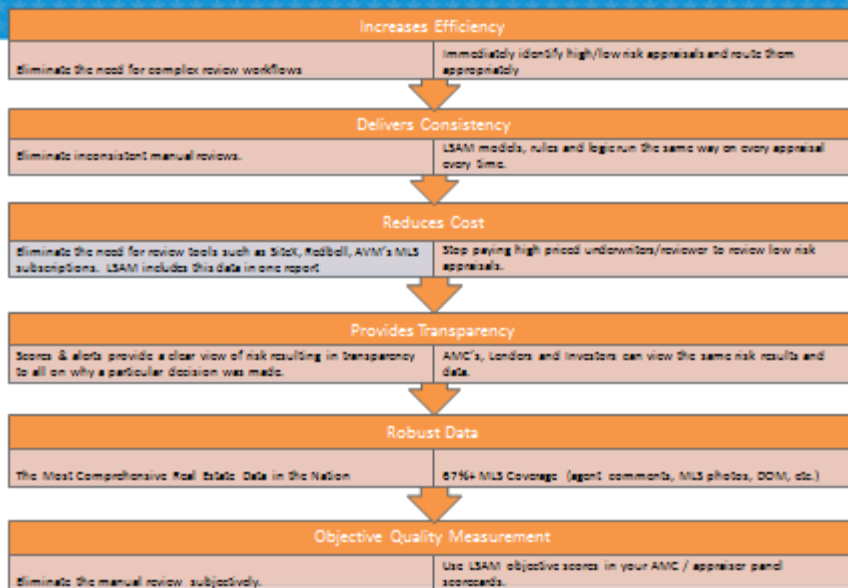 Increases Efficiency
Eliminate the need for complex review workflows
Immediately identify high/low risk appraisals and route them
appropriately
Delivers Consistency
Eliminate inconsistent manual reviews.
LSAM models, rules and logic run the same way on every appraisal
every time.
Reduces Cost
Eliminate the need for review tools such as SiteX, Redbell, AVM's MLS
subscriptions. LSAM includes this data in one report
Stop paying high priced underwriters/reviewer to review low risk
appraisals.
Provides Transparency
Scores & alerts provide a clear view of risk resulting in transparency
to all on why a particular decision was made.
AMC's, Lenders and Investors can view the same risk results and
data.
Robust Data
The Most Comprehensive Real Estate Data in the Nation
67%+ MLS Coverage (agent comments, MLS photos, DOM, etc.)
Objective Quality Measurement
Eliminate the manual review subjectively.
Use LSAM objective scores in your AMC / appraiser panel
scorecards.